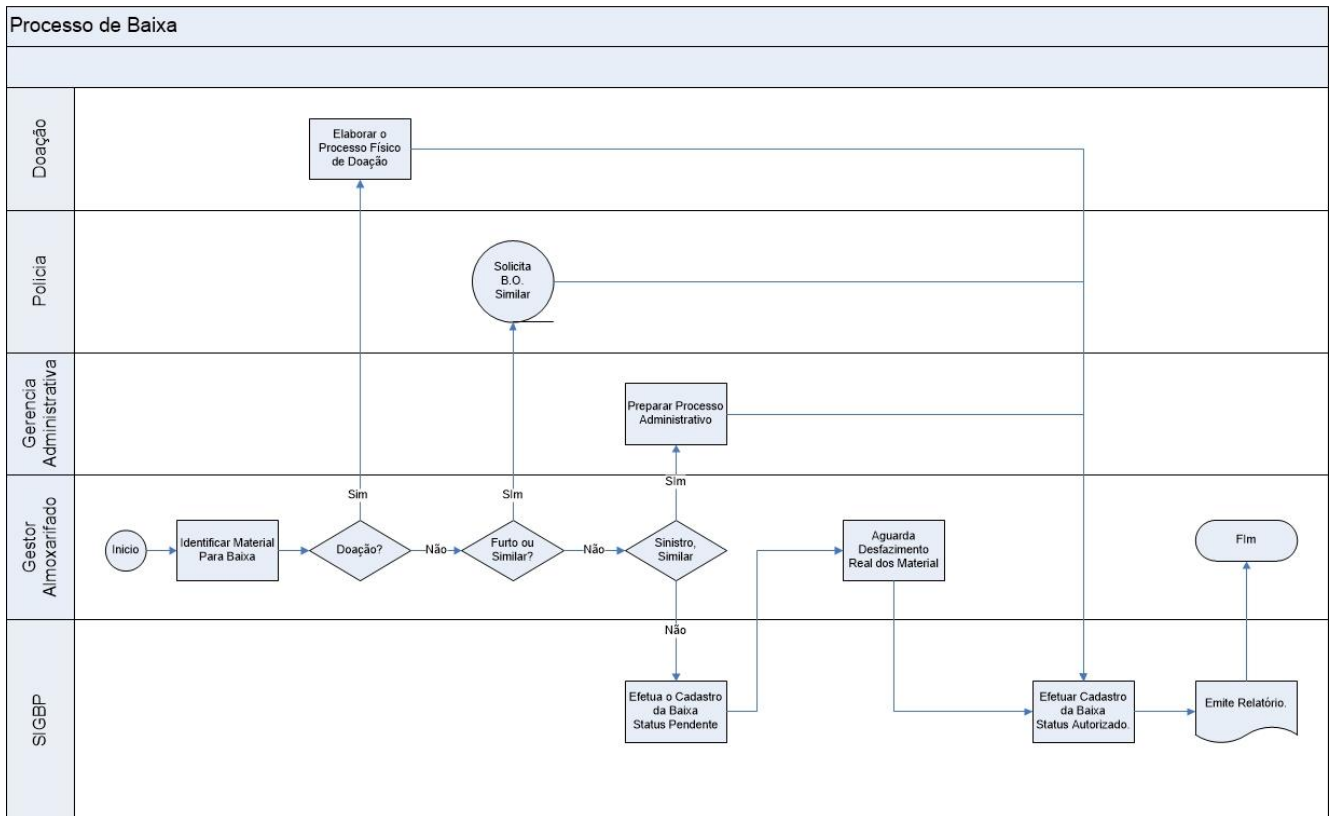 Processo de Baixa
Doação
Elaborar o
Processo Físico
de Doação
Policia
Solicita
B.O.
Similar
Gerencia
Administrativa
Preparar Processo
Administrativo
Gestor
Almoxarifado
Inicio
Identificar Material
Para Baixa
Doação?
Sim
Não
Furto ou
Similar?
SIm
Não
Sinistro,
Similar
SIm
Não
Aguarda
Desfazimento
Real dos Material
FIm
SIGBP
Efetua o Cadastro
da Baixa
Status Pendente
Efetuar Cadastro
da Baixa
Status Autorizado.
Emite Relatório.